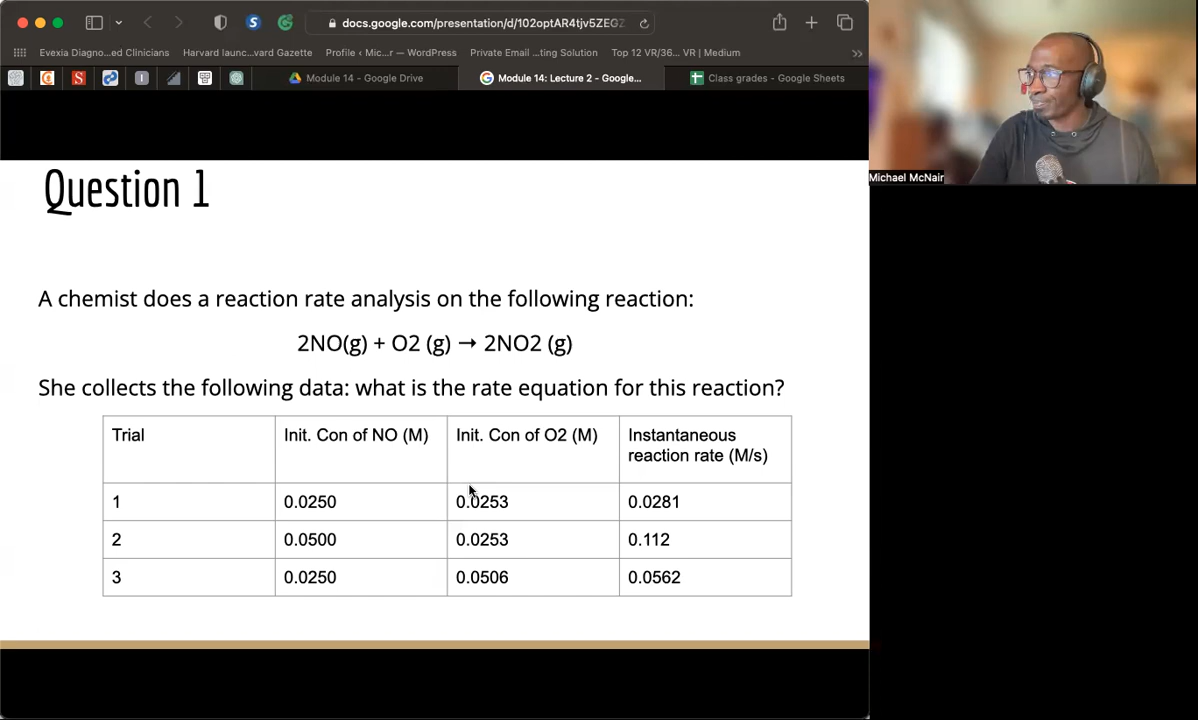 docs.google.com/presentation/d/102optAR4tjv5ZEGZ
Evexia Diagno...ed Clinicians Harvard launc...vard Gazette Profile ‹ Mic...r — WordPress Private Email ...ting Solution Top 12 VR/36... VR | Medium
Module 14 - Google Drive Module 14: Lecture 2 - Google... Class grades - Google Sheets
Michael McNair
Question 1
A chemist does a reaction rate analysis on the following reaction:
2NO(g) + O2 (g) → 2NO2 (g)
She collects the following data: what is the rate equation for this reaction?
Trial Init. Con of NO (M) Init. Con of O2 (M) Instantaneous
reaction rate (M/s)
1 0.0250 0.0253 0.0281
2 0.0500 0.0253 0.112
3 0.0250 0.0506 0.0562